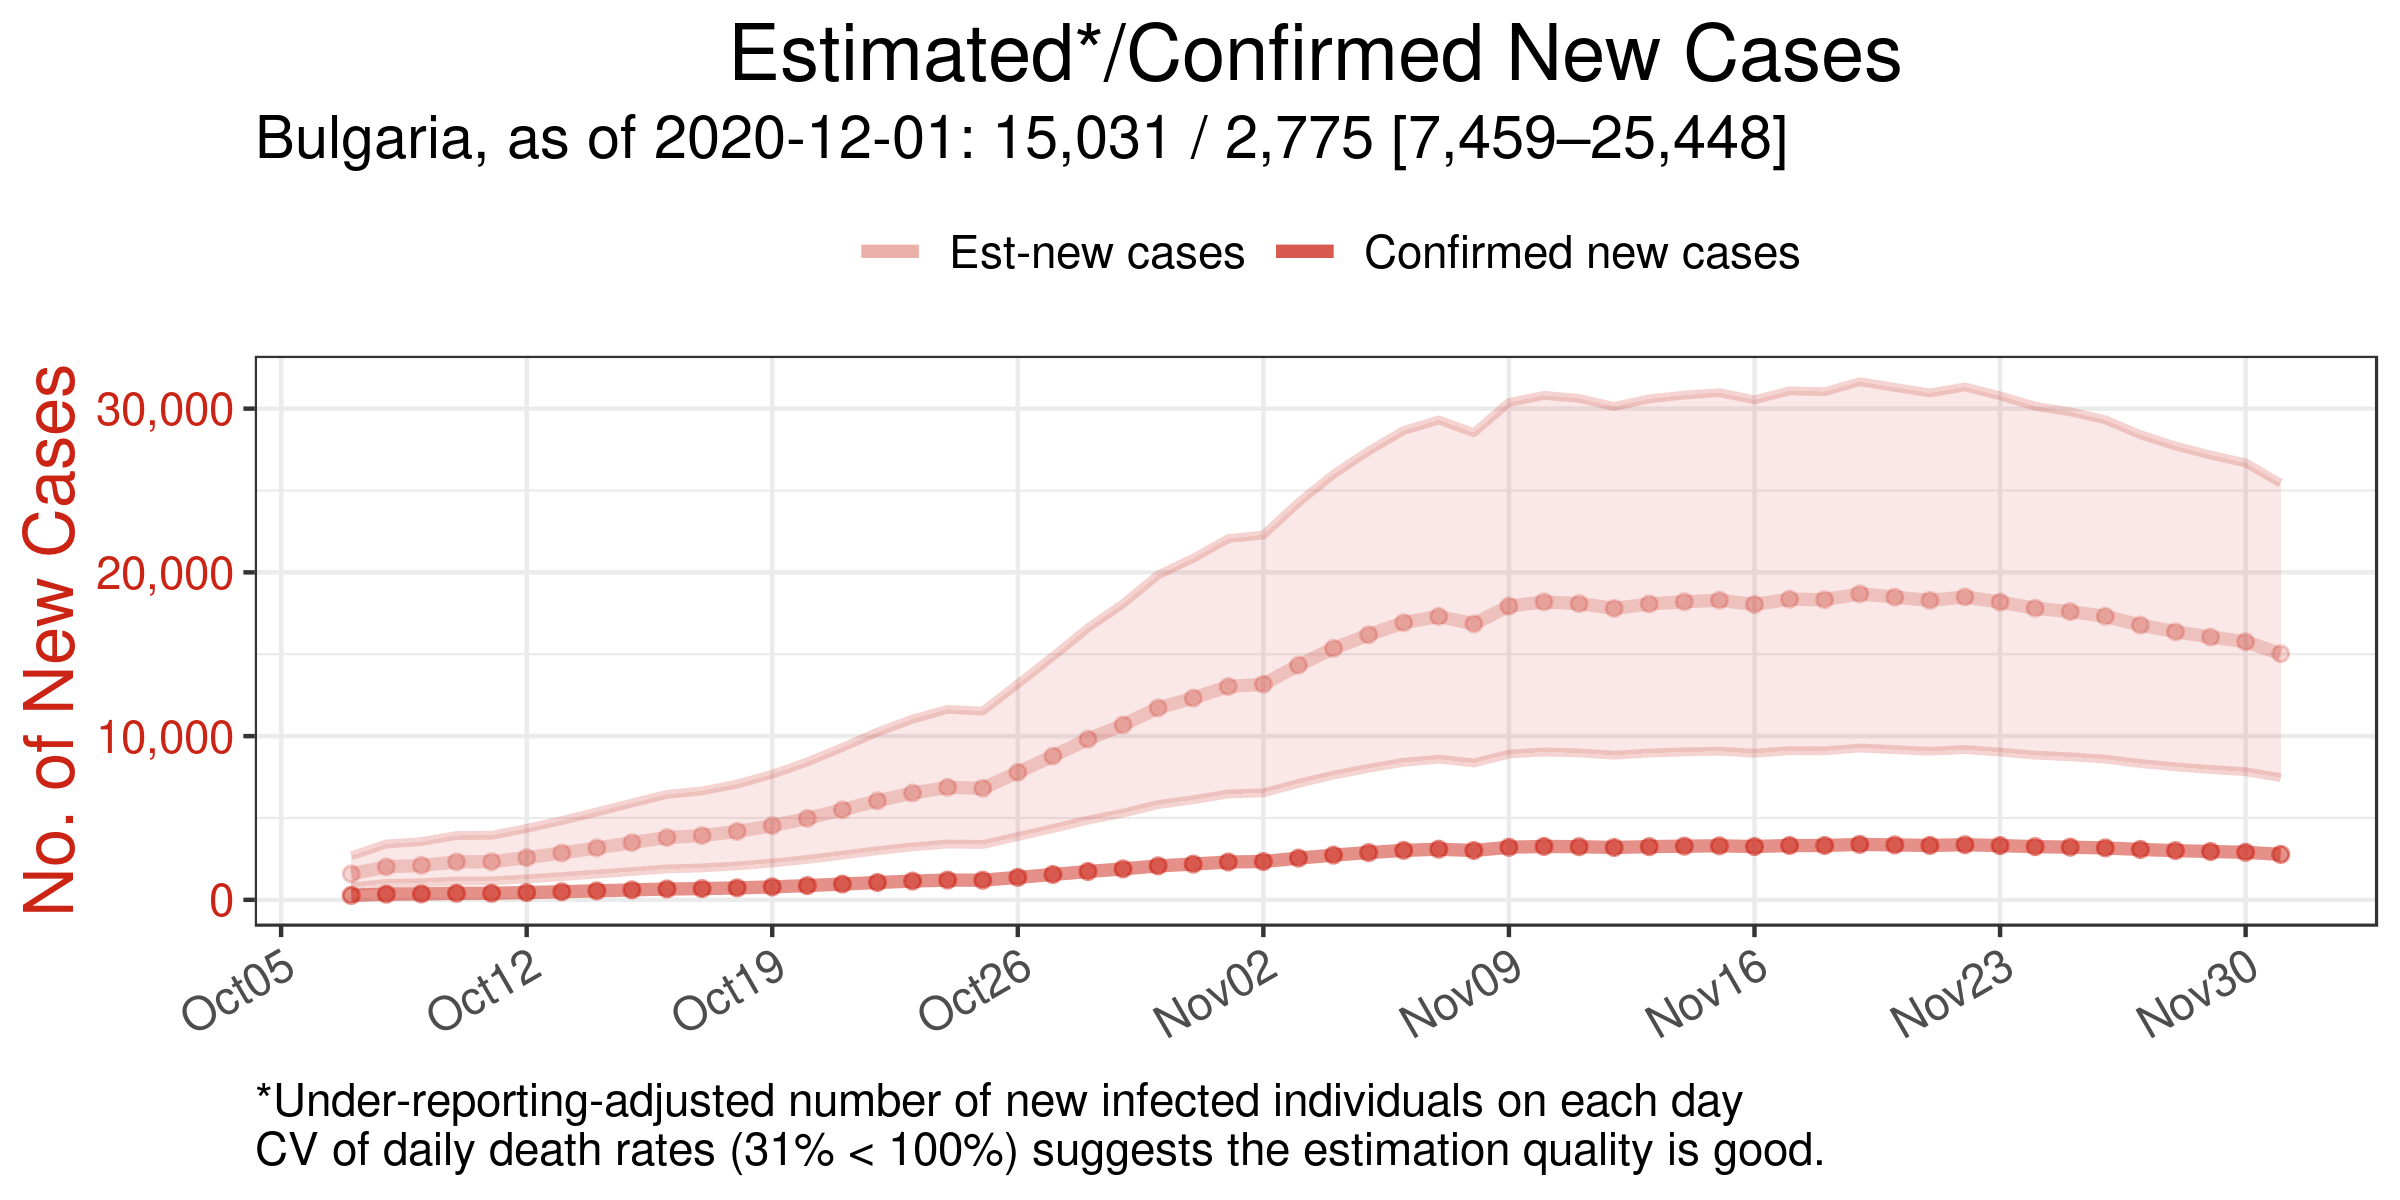 Estimated*/Confirmed New Cases
Bulgaria, as of 2020-12-01: 15,031 / 2,775 [7,459–25,448]
Est-new cases
Confirmed new cases
No. of New Cases
30,000
20,000
10,000
0
Oct05
Oct12
Oct19
Oct26
Nov02
Nov09
Nov16
Nov23
Nov30
*Under-reporting-adjusted number of new infected individuals on each day
CV of daily death rates (31% < 100%) suggests the estimation quality is good.